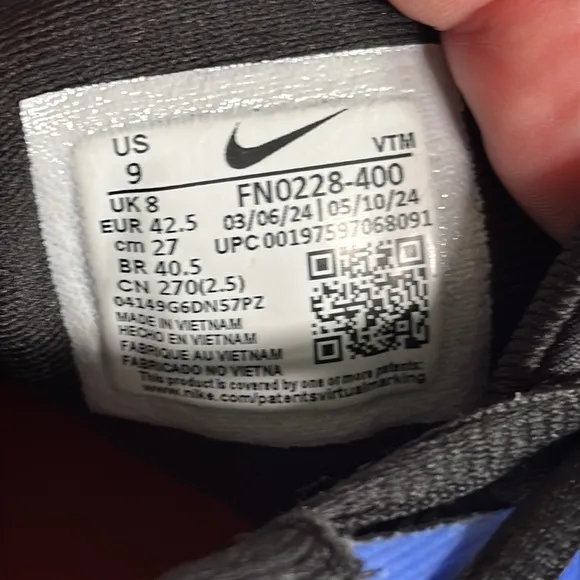 US
9
VTM
UK 8
FN0228-400
EUR 42.5
03/06/24 | 05/10/24
cm 27
UPC 00197597068091
BR 40.5
CN 270(2.5)
04149G6DN57PZ
MADE IN VIETNAM
HECHO EN VIETNAM
FABRIQUE AU VIETNAM
FABRICADO NO VIETNA
This product is covered by one or more patents:
www.nike.com/patentsvirtualmarking